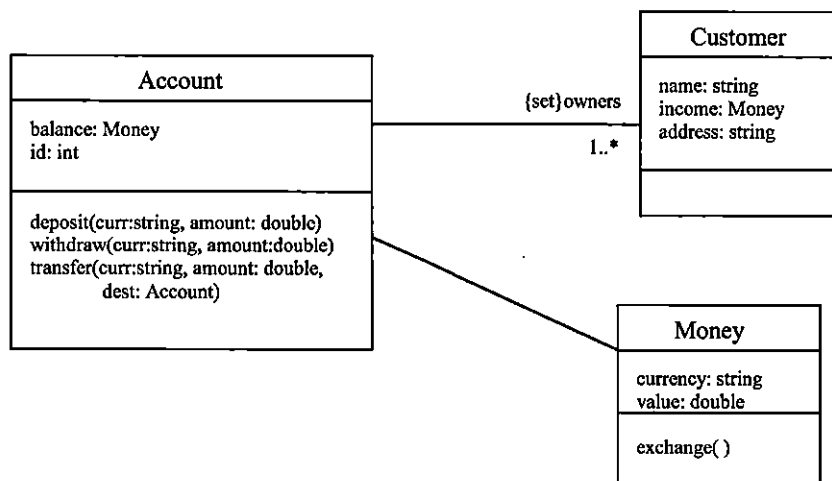 Account
balance: Money
id: int
deposit(curr:string, amount: double)
withdraw(curr:string, amount:double)
transfer(curr:string, amount: double,
dest: Account)
{set}owners
1..*
Customer
name: string
income: Money
address: string
Money
currency: string
value: double
exchange( )